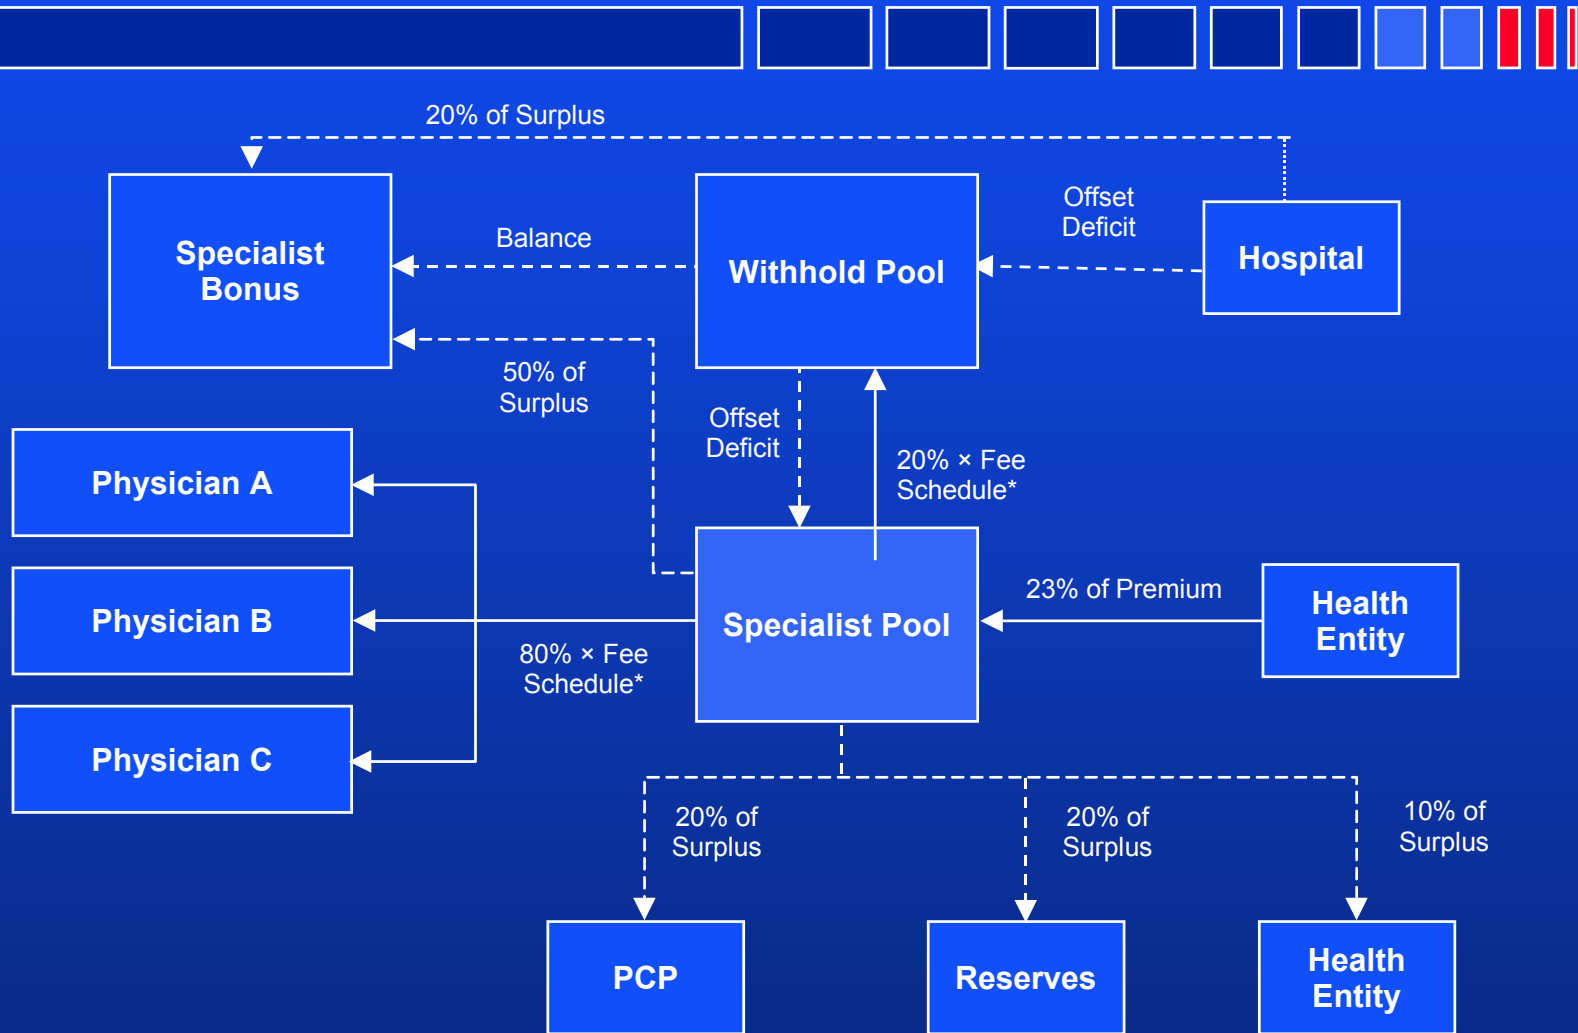 20% of Surplus
Offset
Deficit
Specialist
Bonus
Balance
Withhold Pool
Hospital
50% of
Surplus
Offset
Deficit
20% × Fee
Schedule*
Physician A
Physician B
Physician C
80% × Fee
Schedule*
Specialist Pool
23% of Premium
Health
Entity
20% of
Surplus
20% of
Surplus
10% of
Surplus
PCP
Reserves
Health
Entity